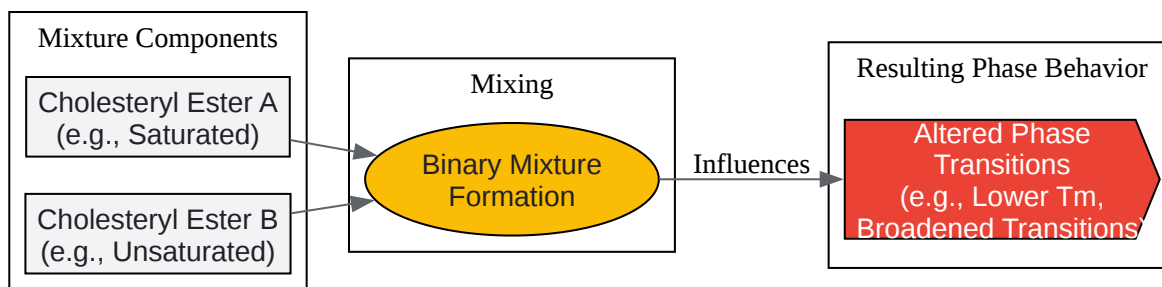 Mixture Components
Cholesteryl Ester A
(e.g., Saturated)
Cholesteryl Ester B
(e.g., Unsaturated)
Mixing
Binary Mixture
Formation
Influences
Resulting Phase Behavior
Altered Phase
Transitions
(e.g., Lower Tm,
Broadened Transitions)